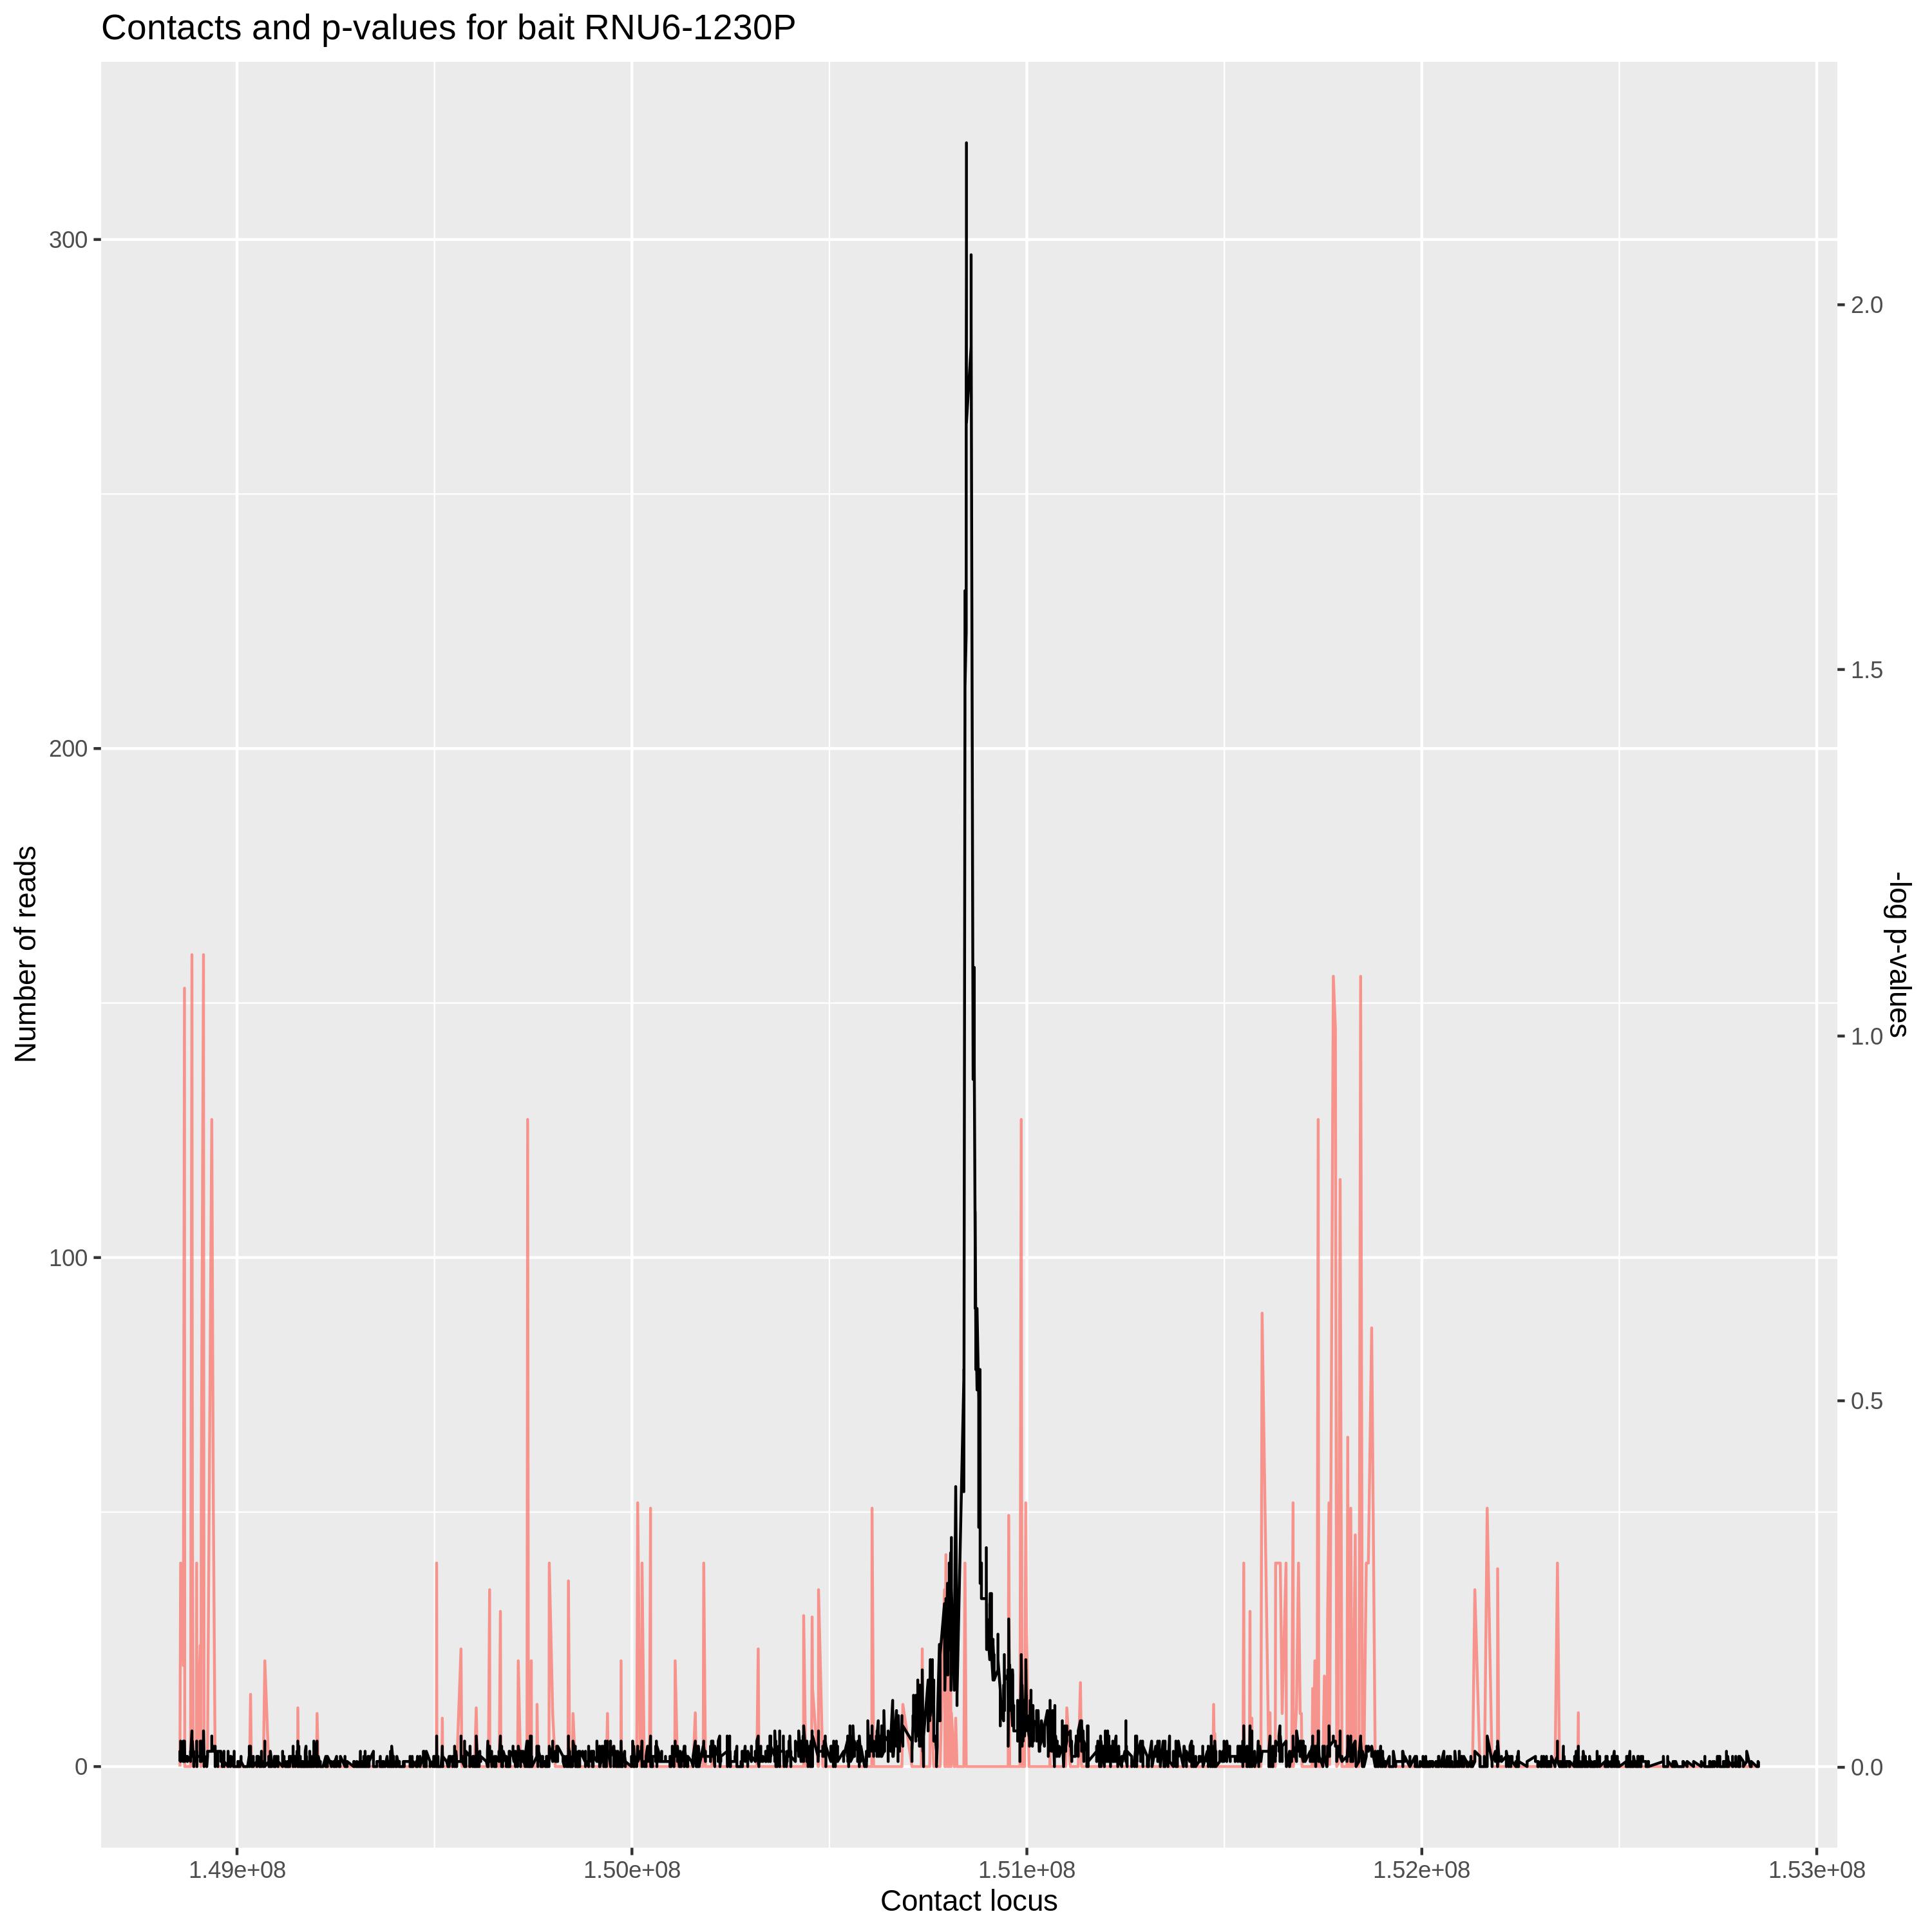 Contacts and p-values for bait RNU6-1230P
300
200
100
0
Number of reads
2.0
1.5
1.0
0.5
0.0
-log p-values
1.49e+08
1.50e+08
1.51e+08
1.52e+08
1.53e+08
Contact locus